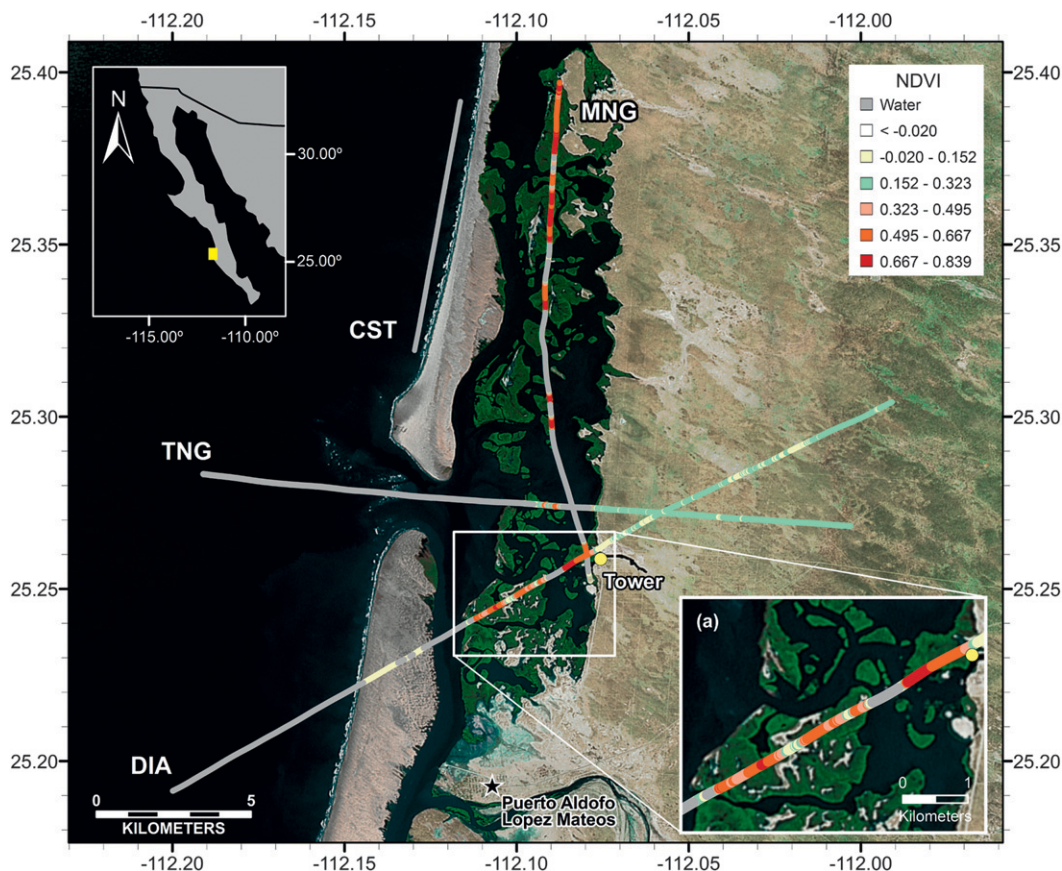 -112.20
-112.15
-112.10
-112.05
-112.00
25.40
25.40
N
30.00º
25.00º
-115.00º
-110.00º
MNG
NDVI
Water
< -0.020
-0.020 - 0.152
0.152 - 0.323
0.323 - 0.495
0.495 - 0.667
0.667 - 0.839
25.35
25.35
CST
25.30
25.30
TNG
Tower
25.25
25.25
(a)
DIA
25.20
25.20
0
5
KILOMETERS
Puerto Aldofo
Lopez Mateos
0
1
Kilometers
-112.20
-112.15
-112.10
-112.05
-112.00